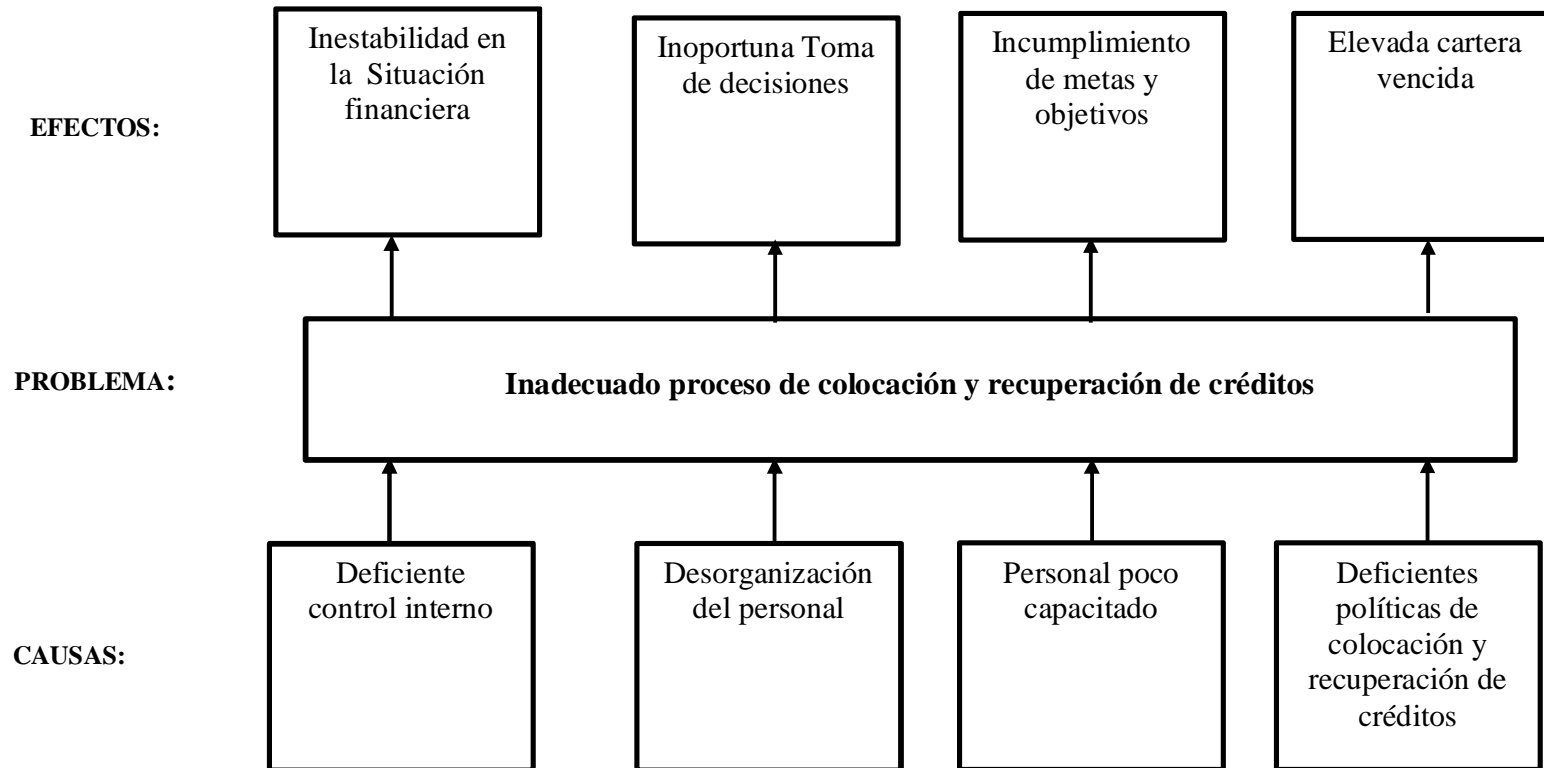 Inestabilidad en
la Situación
financiera
Inoportuna Toma
de decisiones
Incumplimiento
de metas y
objetivos
Elevada cartera
vencida
EFECTOS:
PROBLEMA:
Inadecuado proceso de colocación y recuperación de créditos
Deficiente
control interno
Desorganización
del personal
Personal poco
capacitado
Deficientes
políticas de
colocación y
recuperación de
créditos
CAUSAS: